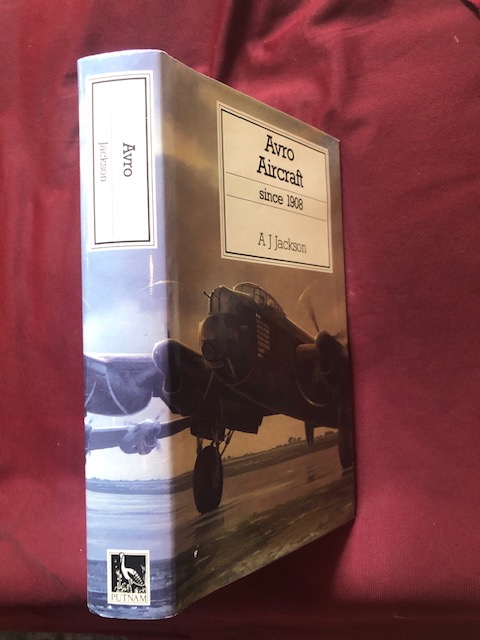 Avro
Jackson
PUTNAM
Avro
Aircraft
since 1908
A J Jackson